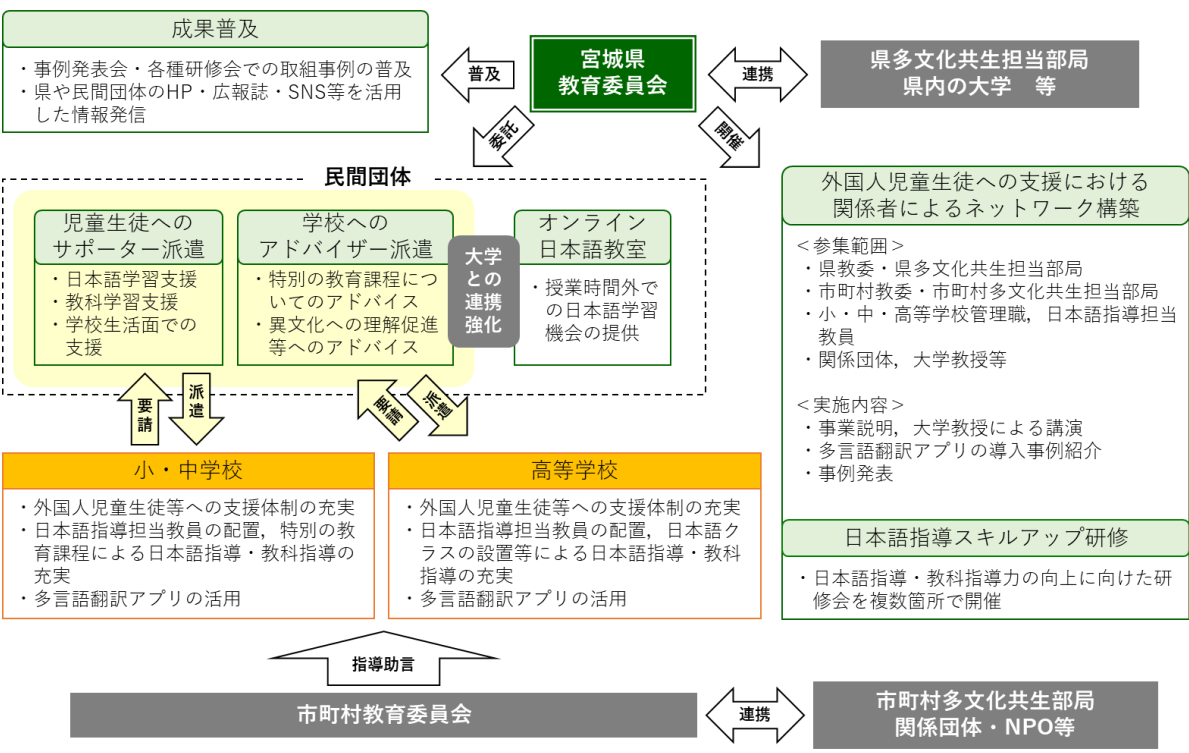 成果普及
・事例発表会・各種研修会での取組事例の普及
・県や民間団体のHP・広報誌・SNS等を活用
した情報発信
普及
宮城県
教育委員会
連携
県多文化共生担当部局
県内の大学　等
委託
開催
民間団体
児童生徒への
サポーター派遣
・日本語学習支援
・教科学習支援
・学校生活面での
支援
学校への
アドバイザー派遣
・特別の教育課程につ
いてのアドバイス
・異文化への理解促進
等へのアドバイス
大学
との
連携
強化
オンライン
日本語教室
・授業時間外で
の日本語学習
機会の提供
外国人児童生徒への支援における
関係者によるネットワーク構築
＜参集範囲＞
・県教委・県多文化共生担当部局
・市町村教委・市町村多文化共生担当部局
・小・中・高等学校管理職，日本語指導担当
教員
・関係団体，大学教授等
＜実施内容＞
・事業説明，大学教授による講演
・多言語翻訳アプリの導入事例紹介
・事例発表
日本語指導スキルアップ研修
・日本語指導・教科指導力の向上に向けた研
修会を複数箇所で開催
要請
派遣
要請
派遣
小・中学校
・外国人児童生徒等への支援体制の充実
・日本語指導担当教員の配置，特別の教
育課程による日本語指導・教科指導の
充実
・多言語翻訳アプリの活用
高等学校
・外国人児童生徒等への支援体制の充実
・日本語指導担当教員の配置，日本語ク
ラスの設置等による日本語指導・教科
指導の充実
・多言語翻訳アプリの活用
指導助言
市町村教育委員会
連携
市町村多文化共生部局
関係団体・NPO等